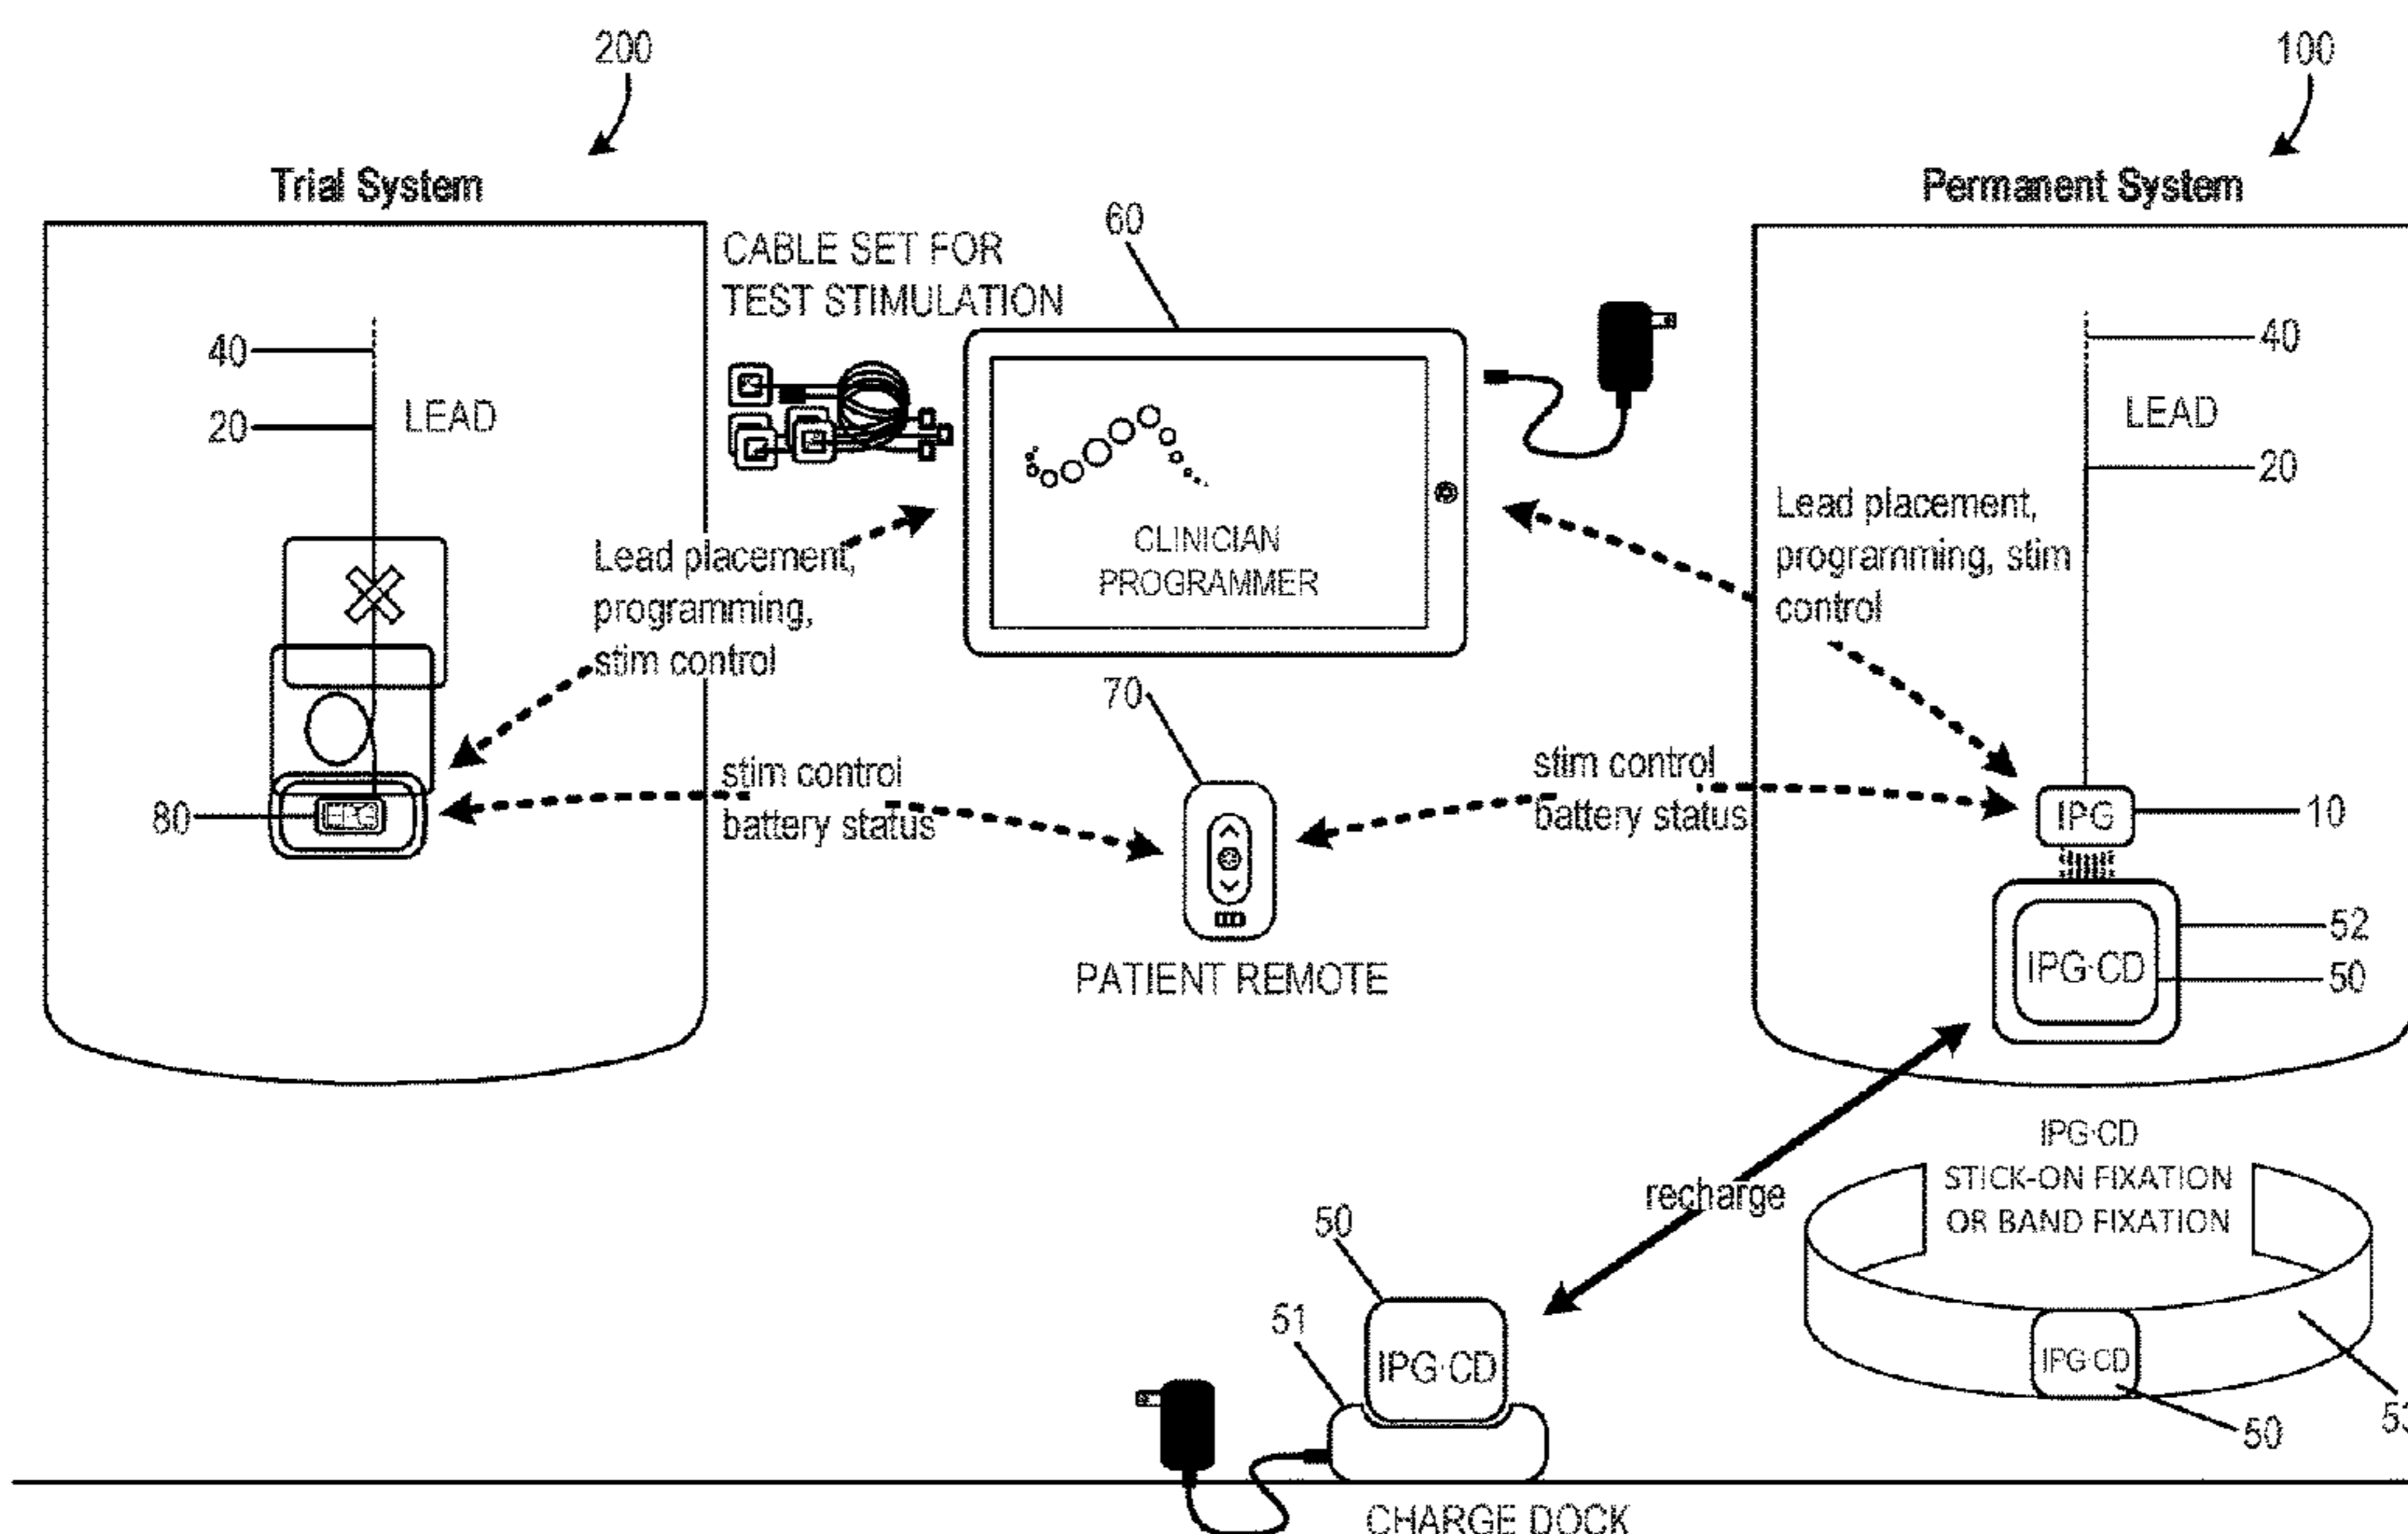 200
100
Trial System
Permanent System
CABLE SET FOR
TEST STIMULATION
60
40
20
LEAD
40
LEAD
20
Lead placement,
programming,
stim control
CLINICIAN
PROGRAMMER
Lead placement,
programming, stim
control
70
80
stim control
battery status
stim control
battery status
IPG
10
52
IPG·CD
50
PATIENT REMOTE
IPG·CD
STICK-ON FIXATION
OR BAND FIXATION
recharge
50
51
IPG·CD
IPG·CD
50
CHARGE DOCK